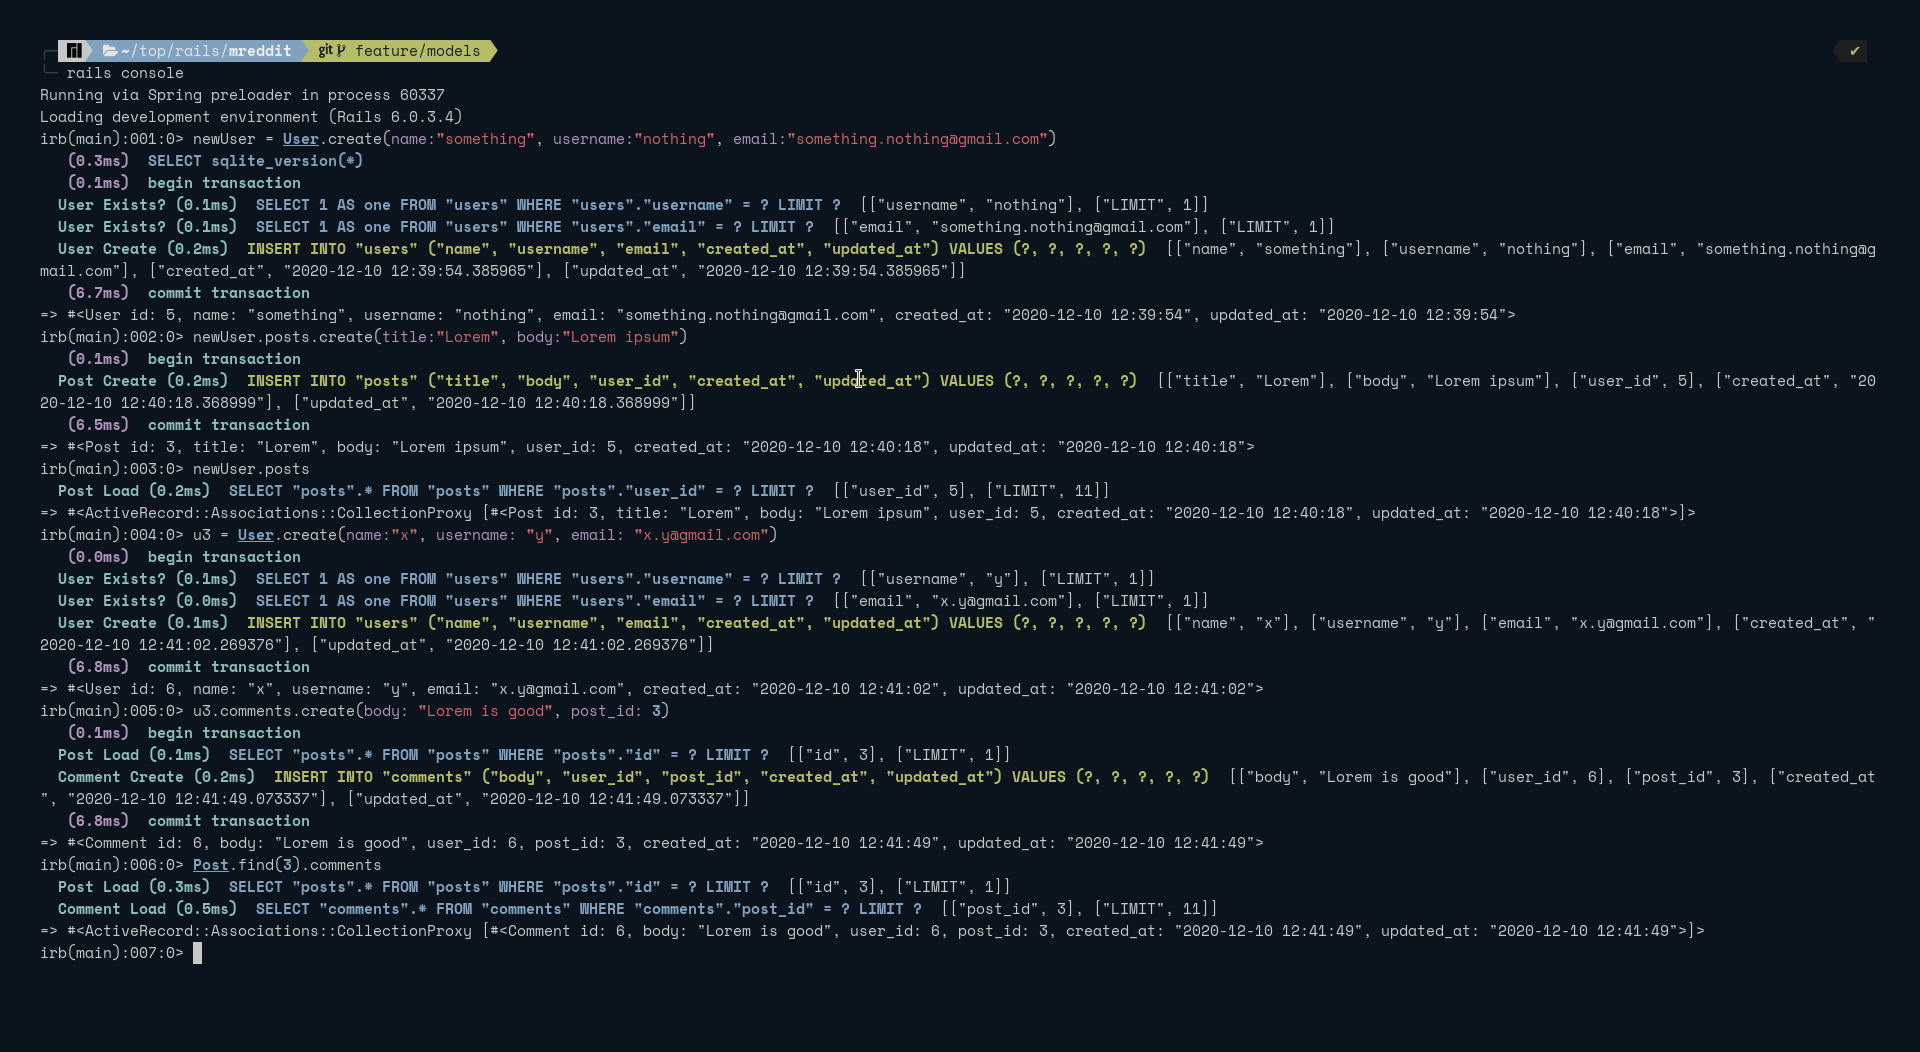 ~/top/rails/mreddit git feature/models ✔
rails console
Running via Spring preloader in process 60337
Loading development environment (Rails 6.0.3.4)
irb(main):001:0> newUser = User.create(name:"something", username:"nothing", email:"something.nothing@gmail.com")
   (0.3ms)  SELECT sqlite_version(*)
   (0.1ms)  begin transaction
  User Exists? (0.1ms)  SELECT 1 AS one FROM "users" WHERE "users"."username" = ? LIMIT ?  [["username", "nothing"], ["LIMIT", 1]]
  User Exists? (0.1ms)  SELECT 1 AS one FROM "users" WHERE "users"."email" = ? LIMIT ?  [["email", "something.nothing@gmail.com"], ["LIMIT", 1]]
  User Create (0.2ms)  INSERT INTO "users" ("name", "username", "email", "created_at", "updated_at") VALUES (?, ?, ?, ?, ?)  [["name", "something"], ["username", "nothing"], ["email", "something.nothing@g
mail.com"], ["created_at", "2020-12-10 12:39:54.385965"], ["updated_at", "2020-12-10 12:39:54.385965"]]
   (6.7ms)  commit transaction
=> #<User id: 5, name: "something", username: "nothing", email: "something.nothing@gmail.com", created_at: "2020-12-10 12:39:54", updated_at: "2020-12-10 12:39:54">
irb(main):002:0> newUser.posts.create(title:"Lorem", body:"Lorem ipsum")
   (0.1ms)  begin transaction
  Post Create (0.2ms)  INSERT INTO "posts" ("title", "body", "user_id", "created_at", "updated_at") VALUES (?, ?, ?, ?, ?)  [["title", "Lorem"], ["body", "Lorem ipsum"], ["user_id", 5], ["created_at", "20
20-12-10 12:40:18.368999"], ["updated_at", "2020-12-10 12:40:18.368999"]]
   (6.5ms)  commit transaction
=> #<Post id: 3, title: "Lorem", body: "Lorem ipsum", user_id: 5, created_at: "2020-12-10 12:40:18", updated_at: "2020-12-10 12:40:18">
irb(main):003:0> newUser.posts
  Post Load (0.2ms)  SELECT "posts".* FROM "posts" WHERE "posts"."user_id" = ? LIMIT ?  [["user_id", 5], ["LIMIT", 11]]
=> #<ActiveRecord::Associations::CollectionProxy [#<Post id: 3, title: "Lorem", body: "Lorem ipsum", user_id: 5, created_at: "2020-12-10 12:40:18", updated_at: "2020-12-10 12:40:18">]>
irb(main):004:0> u3 = User.create(name:"x", username: "y", email: "x.y@gmail.com")
   (0.0ms)  begin transaction
  User Exists? (0.1ms)  SELECT 1 AS one FROM "users" WHERE "users"."username" = ? LIMIT ?  [["username", "y"], ["LIMIT", 1]]
  User Exists? (0.0ms)  SELECT 1 AS one FROM "users" WHERE "users"."email" = ? LIMIT ?  [["email", "x.y@gmail.com"], ["LIMIT", 1]]
  User Create (0.1ms)  INSERT INTO "users" ("name", "username", "email", "created_at", "updated_at") VALUES (?, ?, ?, ?, ?)  [["name", "x"], ["username", "y"], ["email", "x.y@gmail.com"], ["created_at", "
2020-12-10 12:41:02.269376"], ["updated_at", "2020-12-10 12:41:02.269376"]]
   (6.8ms)  commit transaction
=> #<User id: 6, name: "x", username: "y", email: "x.y@gmail.com", created_at: "2020-12-10 12:41:02", updated_at: "2020-12-10 12:41:02">
irb(main):005:0> u3.comments.create(body: "Lorem is good", post_id: 3)
   (0.1ms)  begin transaction
  Post Load (0.1ms)  SELECT "posts".* FROM "posts" WHERE "posts"."id" = ? LIMIT ?  [["id", 3], ["LIMIT", 1]]
  Comment Create (0.2ms)  INSERT INTO "comments" ("body", "user_id", "post_id", "created_at", "updated_at") VALUES (?, ?, ?, ?, ?)  [["body", "Lorem is good"], ["user_id", 6], ["post_id", 3], ["created_at
", "2020-12-10 12:41:49.073337"], ["updated_at", "2020-12-10 12:41:49.073337"]]
   (6.8ms)  commit transaction
=> #<Comment id: 6, body: "Lorem is good", user_id: 6, post_id: 3, created_at: "2020-12-10 12:41:49", updated_at: "2020-12-10 12:41:49">
irb(main):006:0> Post.find(3).comments
  Post Load (0.3ms)  SELECT "posts".* FROM "posts" WHERE "posts"."id" = ? LIMIT ?  [["id", 3], ["LIMIT", 1]]
  Comment Load (0.5ms)  SELECT "comments".* FROM "comments" WHERE "comments"."post_id" = ? LIMIT ?  [["post_id", 3], ["LIMIT", 11]]
=> #<ActiveRecord::Associations::CollectionProxy [#<Comment id: 6, body: "Lorem is good", user_id: 6, post_id: 3, created_at: "2020-12-10 12:41:49", updated_at: "2020-12-10 12:41:49">]>
irb(main):007:0>